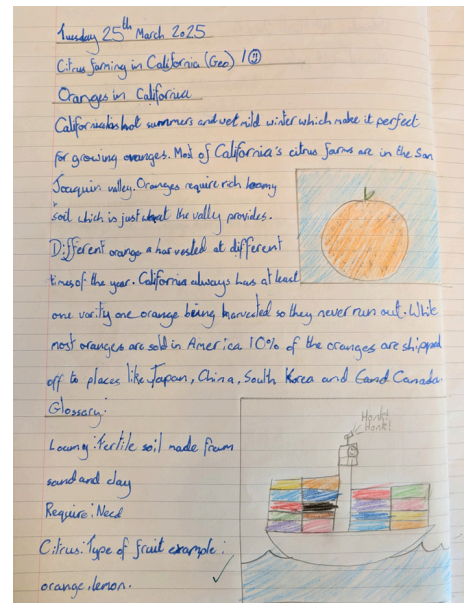 Tuesday 25th March 2025
Citrus farming in California (Geo) 1
Oranges in California
California has hot summers and wet mild winter which make it perfect
for growing oranges. Most of California's citrus farms are in the San
Joaquin valley. Oranges require rich loamy
soil which is just what the vally provides.
Different orange a harvested at different
times of the year. California always has at least
one varity one orange being harvested so they never run out. While
most oranges are sold in America 10% of the oranges are shipped
off to places like Japan, China, South Korea and Canada.
Glossary:
Honk!
Honk!
Loamy: Fertile soil made from
sand and clay
Require: Need
Citrus: Type of fruit example:
orange, lemon.